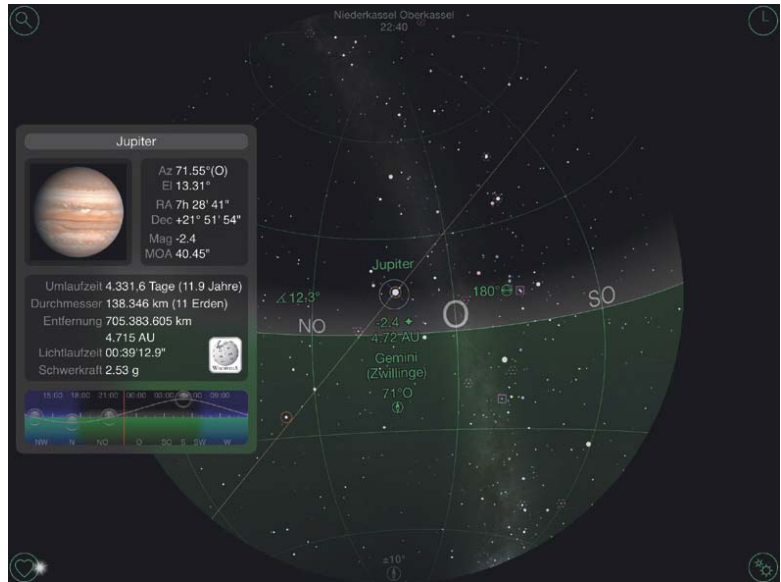 Niederkassel Oberkassel
22:40
Jupiter
Az 71.55°(O)
El 13.31°
RA 7h 28' 41"
Dec +21° 51' 54"
Mag -2.4
MOA 40.45"
Umlaufzeit 4.331,6 Tage (11.9 Jahre)
Durchmesser 138.346 km (11 Erden)
Entfernung 705.383.605 km
4.715 AU
Lichtlaufzeit 00:39'12.9"
Schwerkraft 2.53 g
15:00 18:00 21:00 00:00 03:00 09:00
NW N NO O SO S SW W
Jupiter
∡12.3°
180°
NO
O
SO
-2.4
4.72 AU
Gemini
(Zwillinge)
71°O
±10°